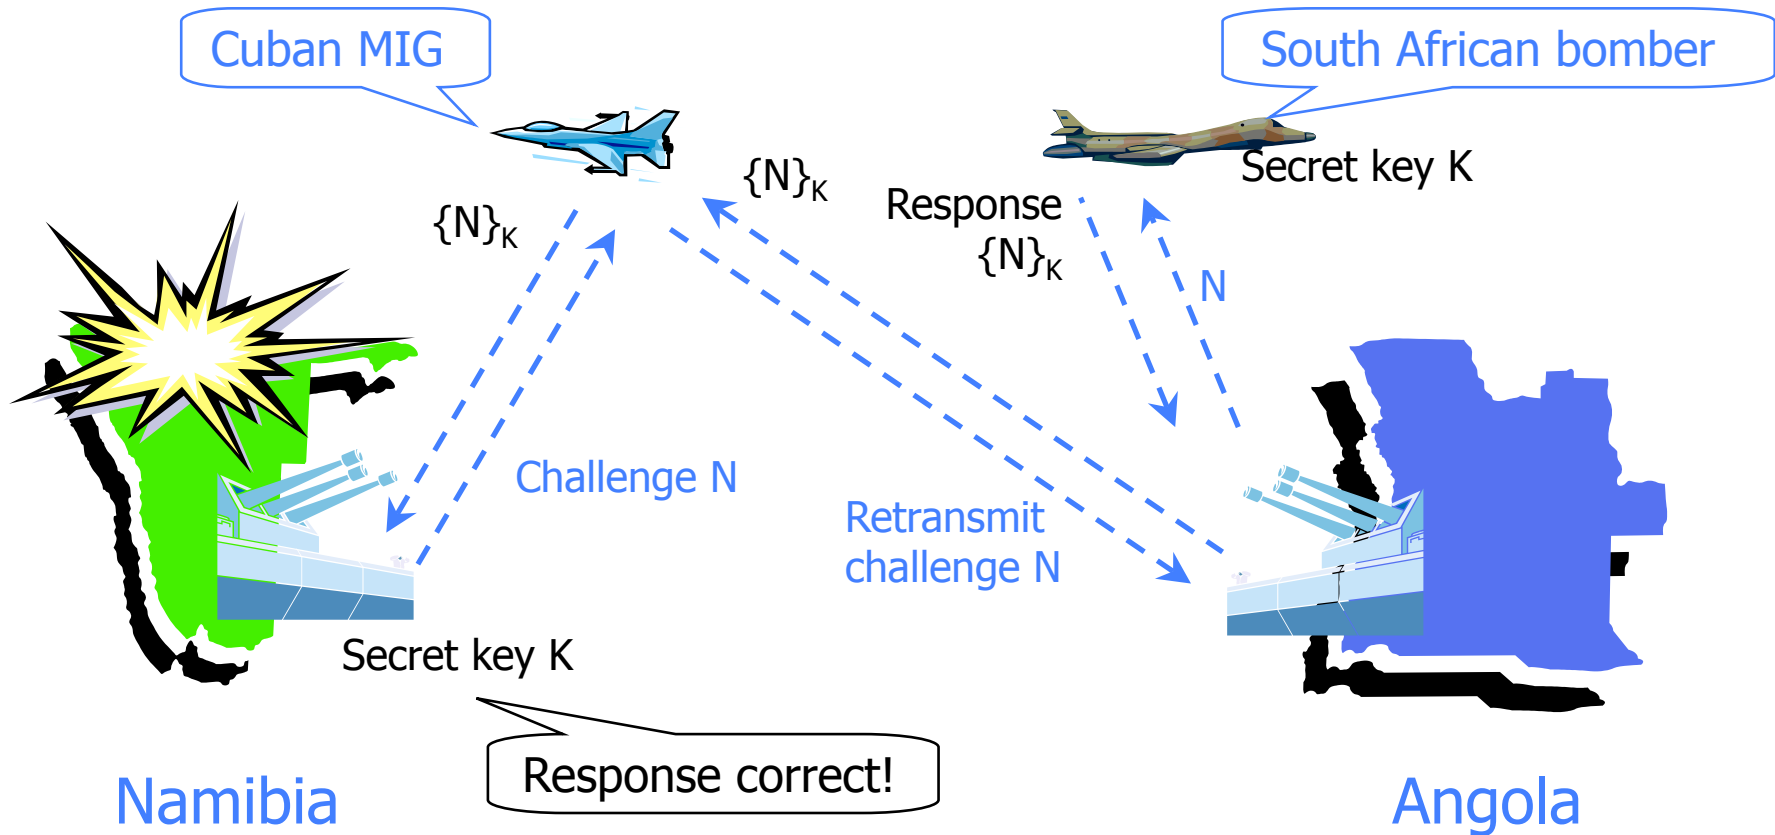 Cuban MIG
South African bomber
Secret key K
{N}K
{N}K
Response
{N}K
N
Challenge N
Retransmit
challenge N
Secret key K
Response correct!
Namibia
Angola